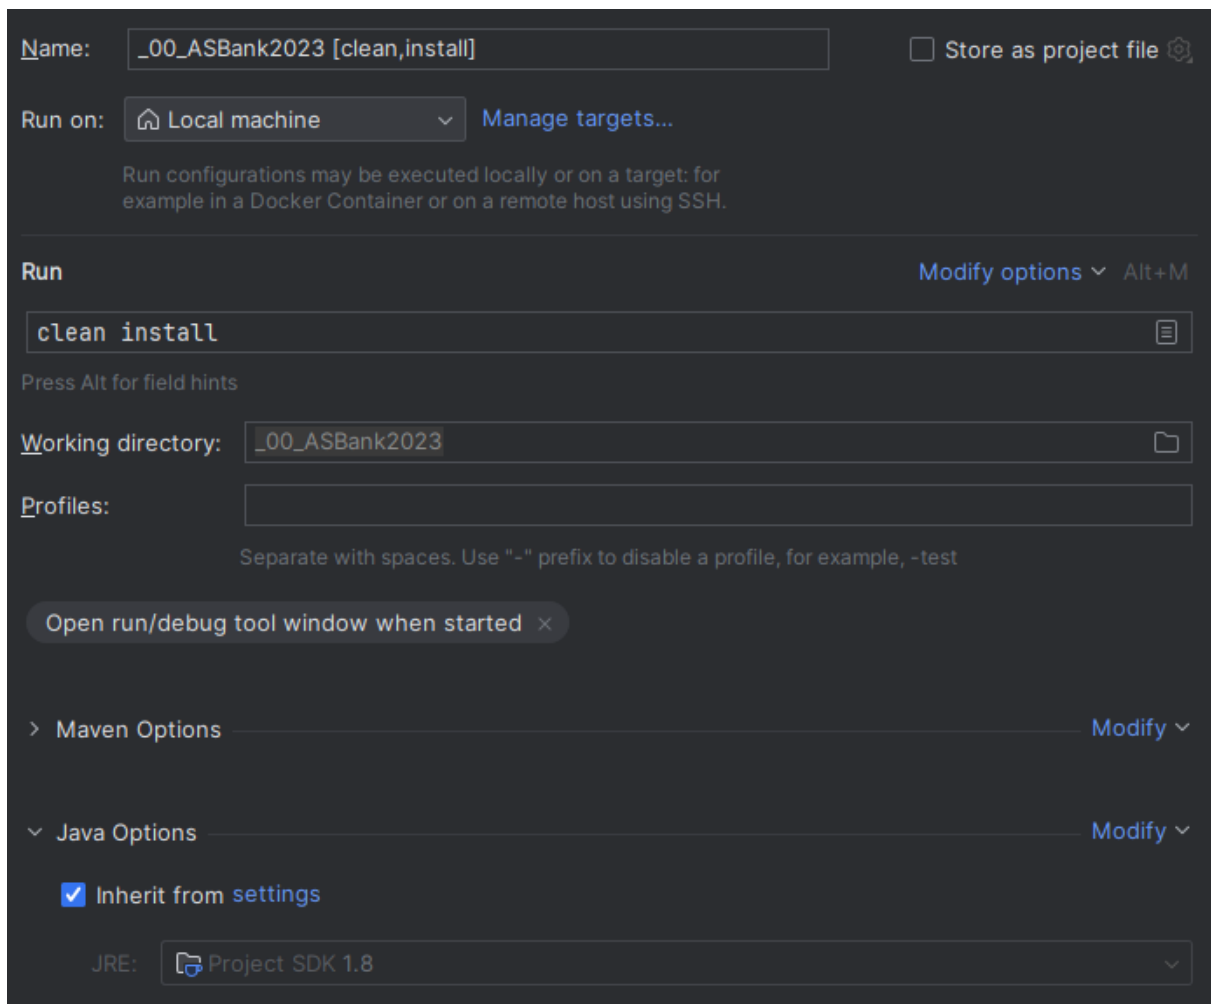 Name: _00_ASBank2023 [clean,install] Store as project file
Run on: Local machine Manage targets...
Run configurations may be executed locally or on a target: for
example in a Docker Container or on a remote host using SSH.
Run Modify options Alt+M
clean install
Press Alt for field hints
Working directory: _00_ASBank2023
Profiles:
Separate with spaces. Use "-" prefix to disable a profile, for example, -test
Open run/debug tool window when started ×
Maven Options Modify
Java Options Modify
Inherit from settings
JRE: Project SDK 1.8